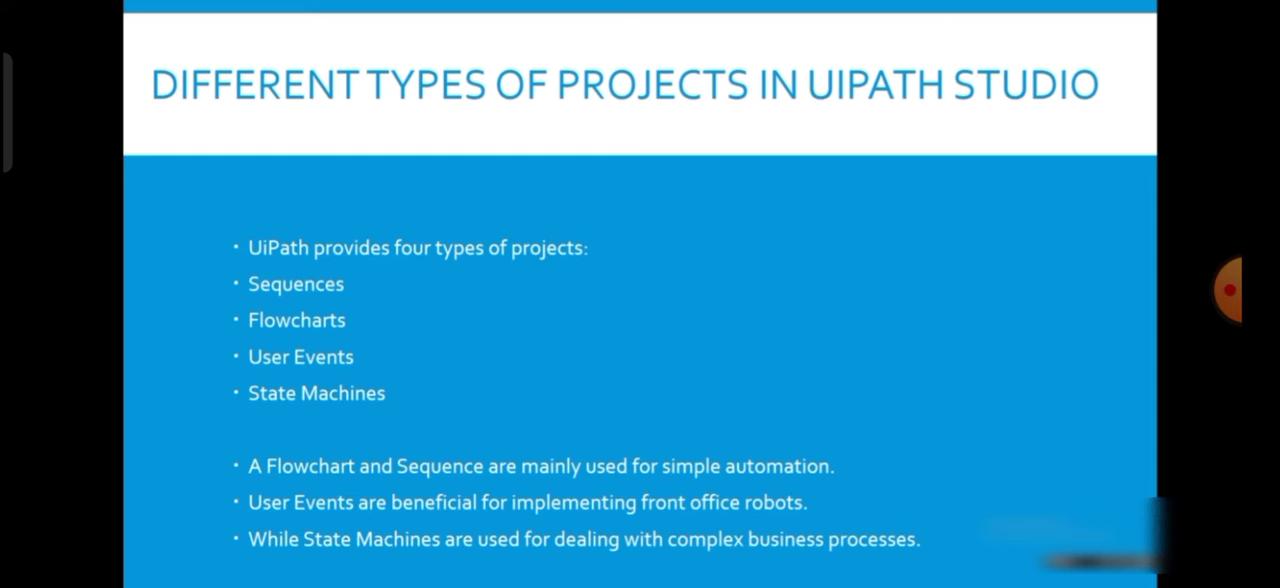 DIFFERENT TYPES OF PROJECTS IN UIPATH STUDIO
• UiPath provides four types of projects:
• Sequences
• Flowcharts
• User Events
• State Machines
• A Flowchart and Sequence are mainly used for simple automation.
• User Events are beneficial for implementing front office robots.
• While State Machines are used for dealing with complex business processes.